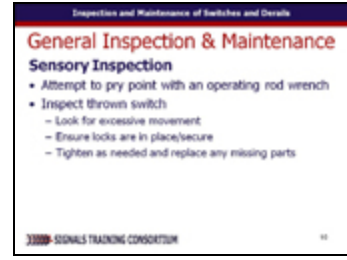 Inspection and Maintenance of Switches and Derails
General Inspection & Maintenance
Sensory Inspection
• Attempt to pry point with an operating rod wrench
• Inspect thrown switch
– Look for excessive movement
– Ensure locks are in place/secure
– Tighten as needed and replace any missing parts
SIGNALS TRAINING CONSORTIUM